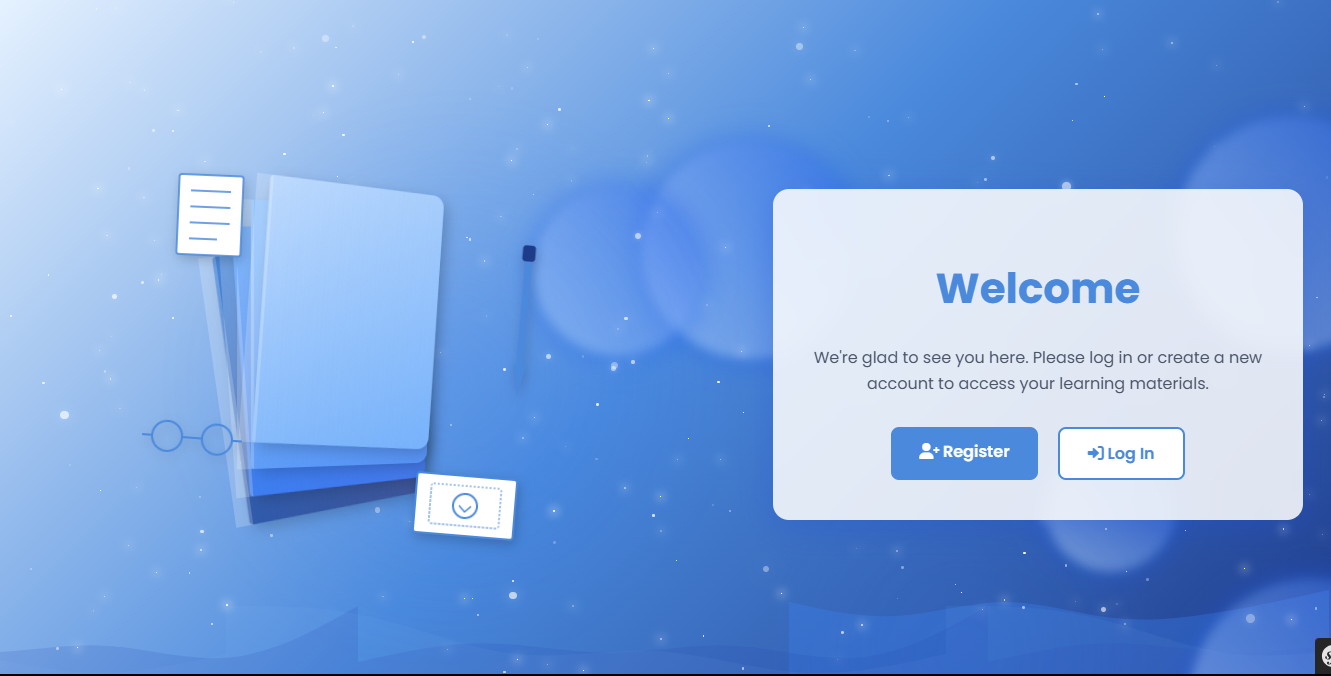 Welcome
We're glad to see you here. Please log in or create a new
account to access your learning materials.
Register
Log In